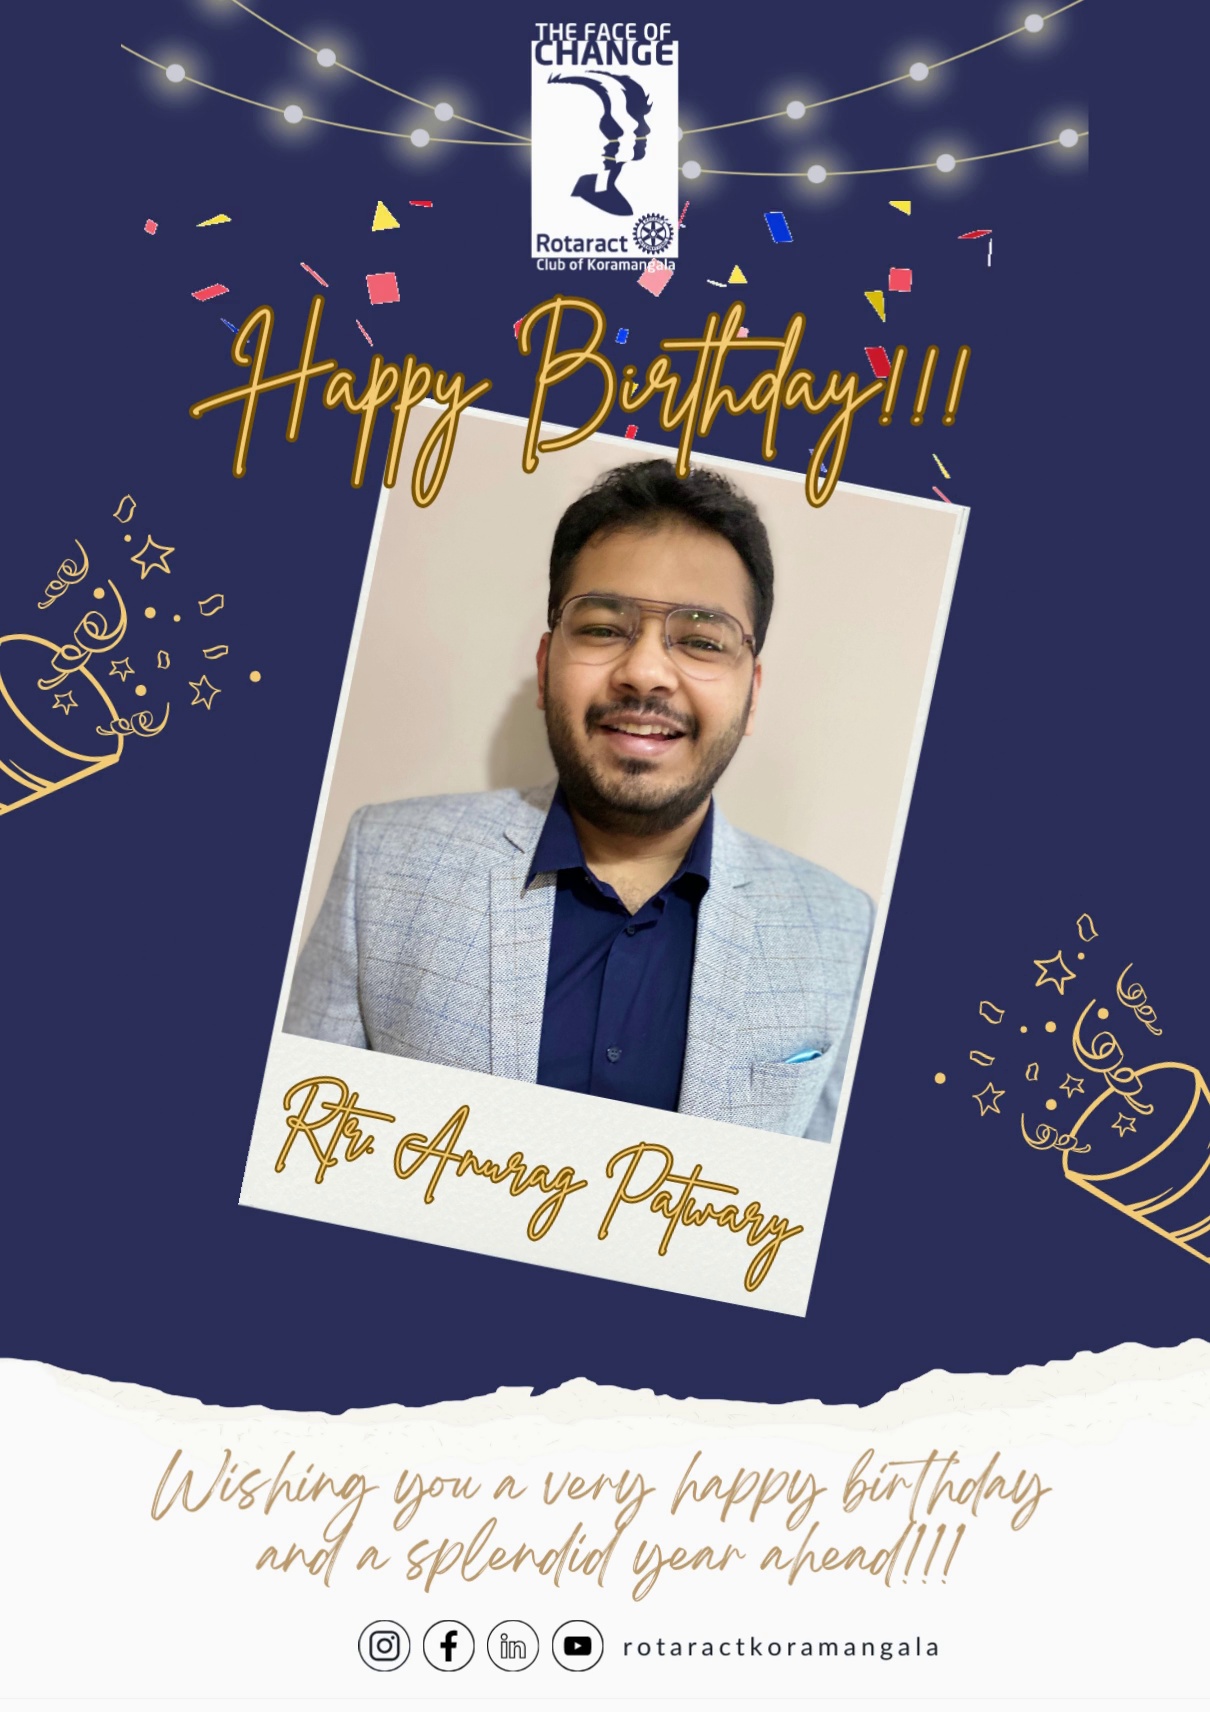 THE FACE OF
CHANGE
Rotaract
Club of Koramangala
Happy Birthday!!!
Rtr. Anurag Patwary
Wishing you a very happy birthday
and a splendid year ahead!!!
rotaractkoramangala